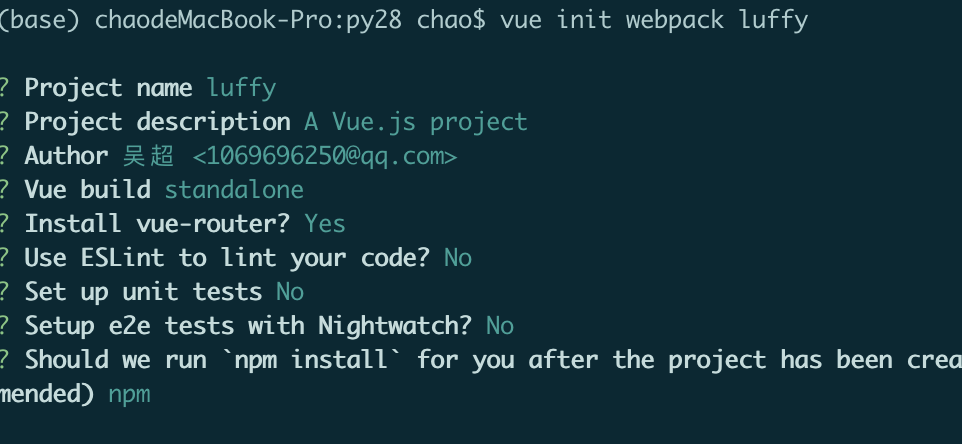 (base) chaodeMacBook-Pro:py28 chao$ vue init webpack luffy
? Project name luffy
? Project description A Vue.js project
? Author 吴超 <1069696250@qq.com>
? Vue build standalone
? Install vue-router? Yes
? Use ESLint to lint your code? No
? Set up unit tests No
? Setup e2e tests with Nightwatch? No
? Should we run `npm install` for you after the project has been crea
mended) npm